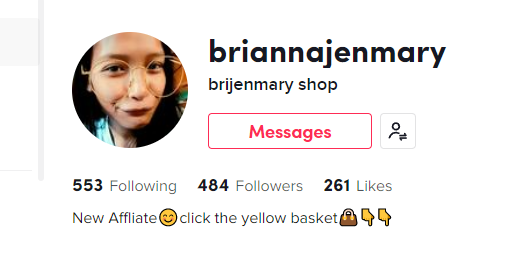 briannajenmary
brijenmary shop
Messages
553 Following 484 Followers 261 Likes
New Affliate😊click the yellow basket👜👇👇